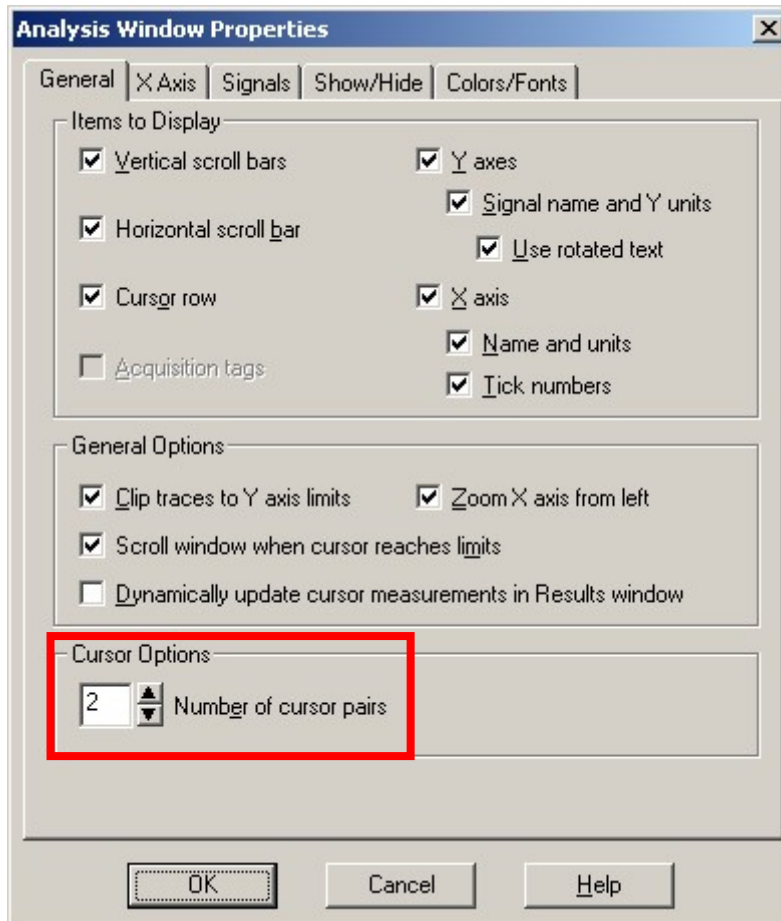 Analysis Window Properties
General X Axis Signals Show/Hide Colors/Fonts
Items to Display
Vertical scroll bars
Horizontal scroll bar
Cursor row
Acquisition tags
Y axes
Signal name and Y units
Use rotated text
X axis
Name and units
Tick numbers
General Options
Clip traces to Y axis limits
Zoom X axis from left
Scroll window when cursor reaches limits
Dynamically update cursor measurements in Results window
Cursor Options
2 Number of cursor pairs
OK Cancel Help